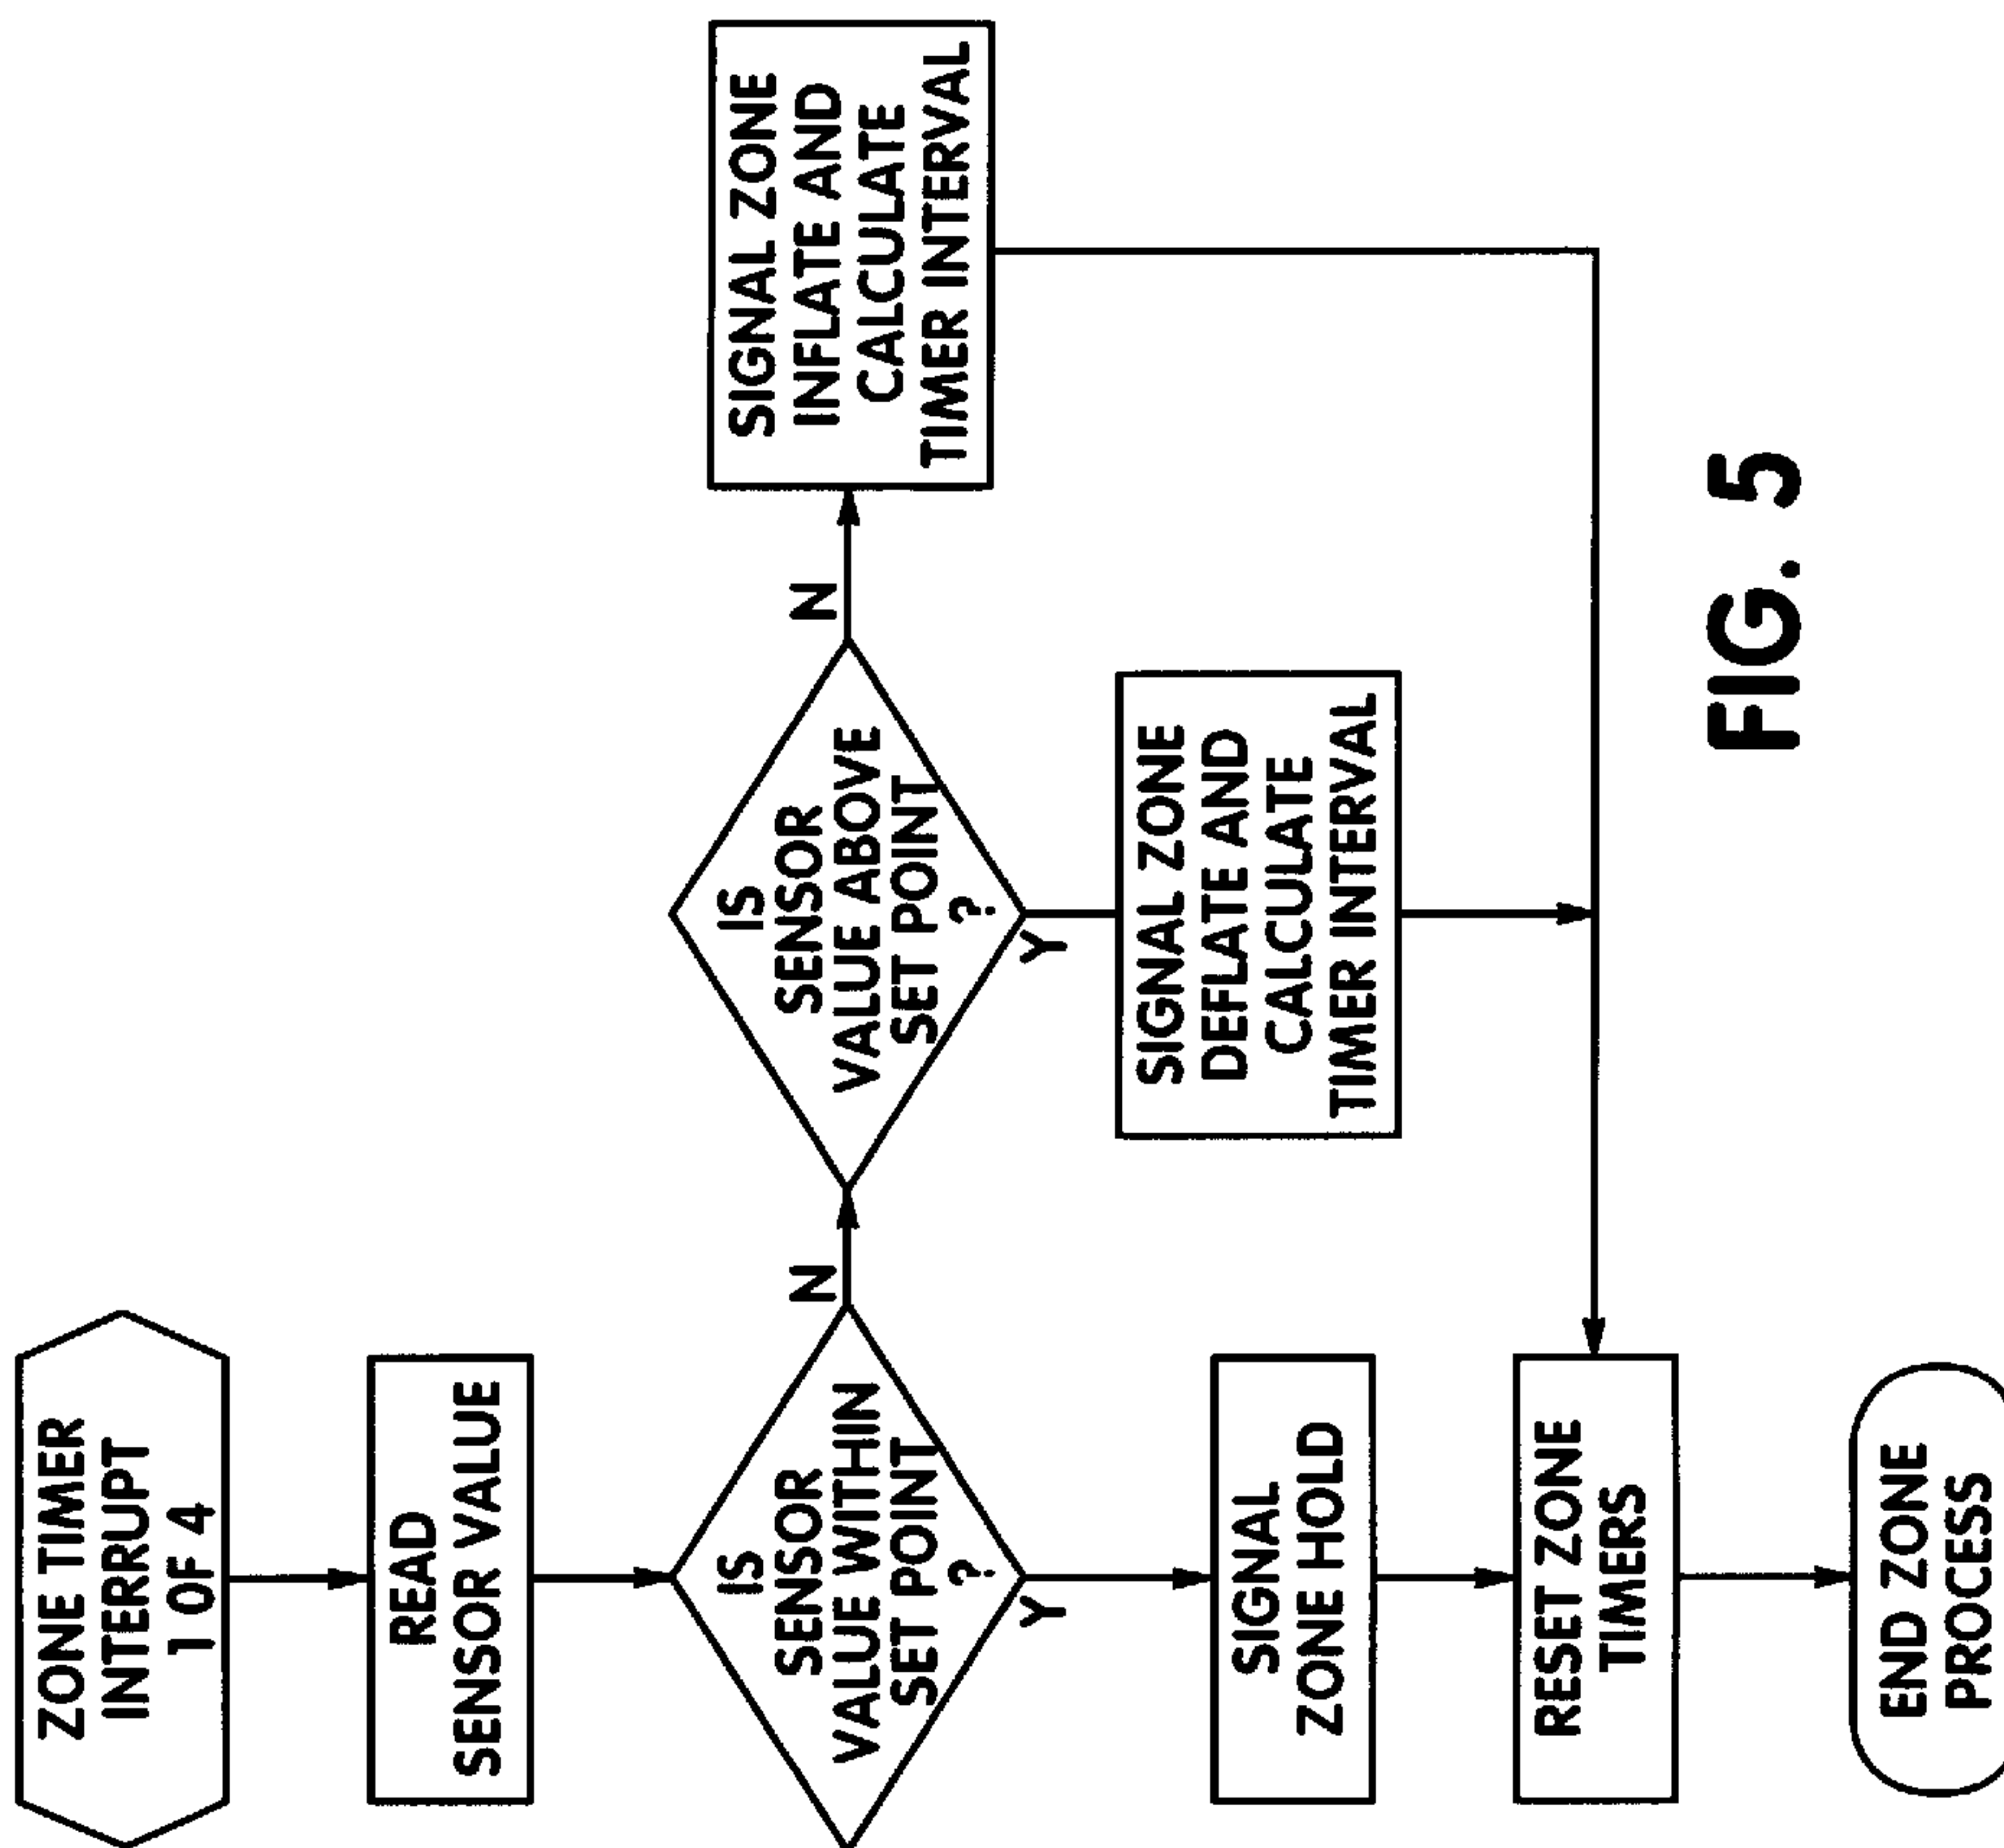 ZONE TIMER
INTERRUPT
1 OF 4
READ
SENSOR VALUE
IS
SENSOR
VALUE WITHIN
SET POINT
?
N
Y
IS
SENSOR
VALUE ABOVE
SET POINT
?
N
Y
SIGNAL ZONE
INFLATE AND
CALCULATE
TIMER INTERVAL
SIGNAL ZONE
DEFLATE AND
CALCULATE
TIMER INTERVAL
SIGNAL
ZONE HOLD
RESET ZONE
TIMERS
END ZONE
PROCESS
FIG. 5